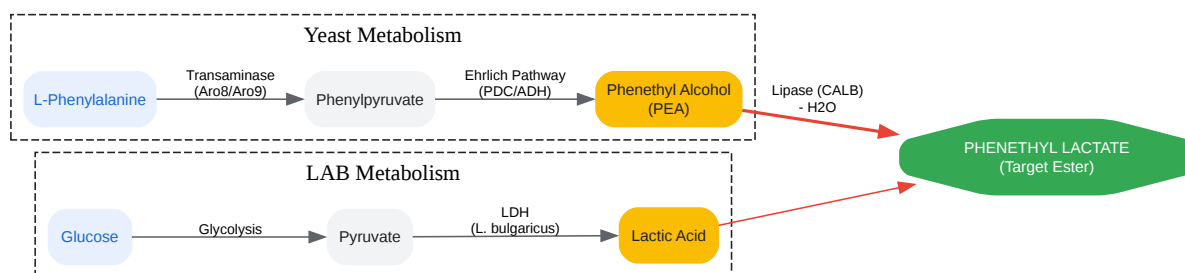 Yeast Metabolism
L-Phenylalanine
Transaminase
(Aro8/Aro9)
Phenylpyruvate
Ehrlich Pathway
(PDC/ADH)
Phenethyl Alcohol
(PEA)
Lipase (CALB)
- H2O
PHENETHYL LACTATE
(Target Ester)
LAB Metabolism
Glucose
Glycolysis
Pyruvate
LDH
(L. bulgaricus)
Lactic Acid